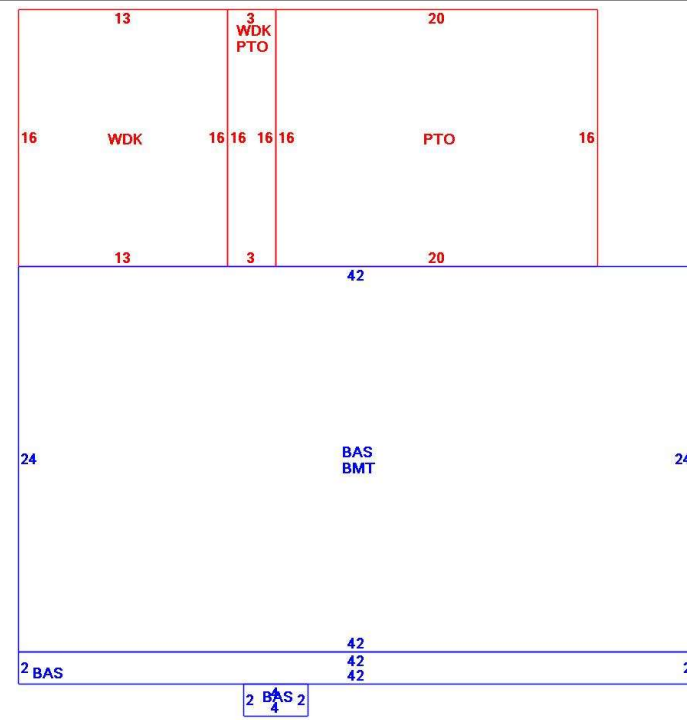 13 3 20
WDK
PTO
16 WDK 16 16 16 16 PTO 16
13 3 20
42
BAS
BMT
24 24
42
42
2 BAS 42 2
4
2 BAS 2
4